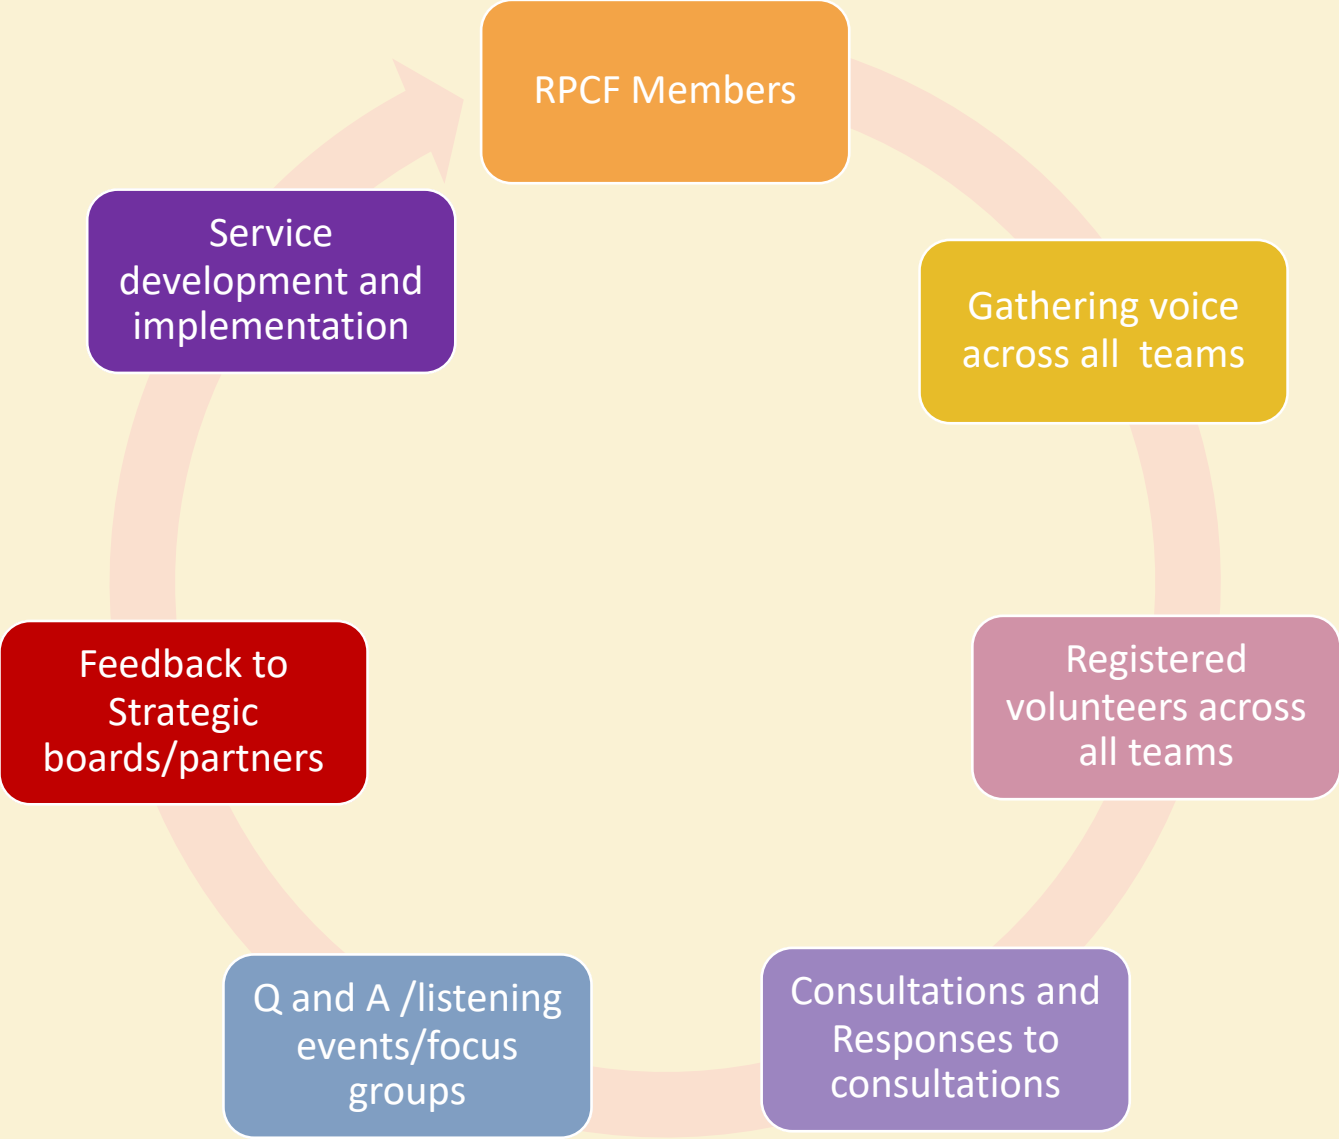 RPCF Members
Gathering voice
across all  teams
Registered
volunteers across
all teams
Consultations and
Responses to
consultations
Q and A /listening
events/focus
groups
Feedback to
Strategic
boards/partners
Service
development and
implementation